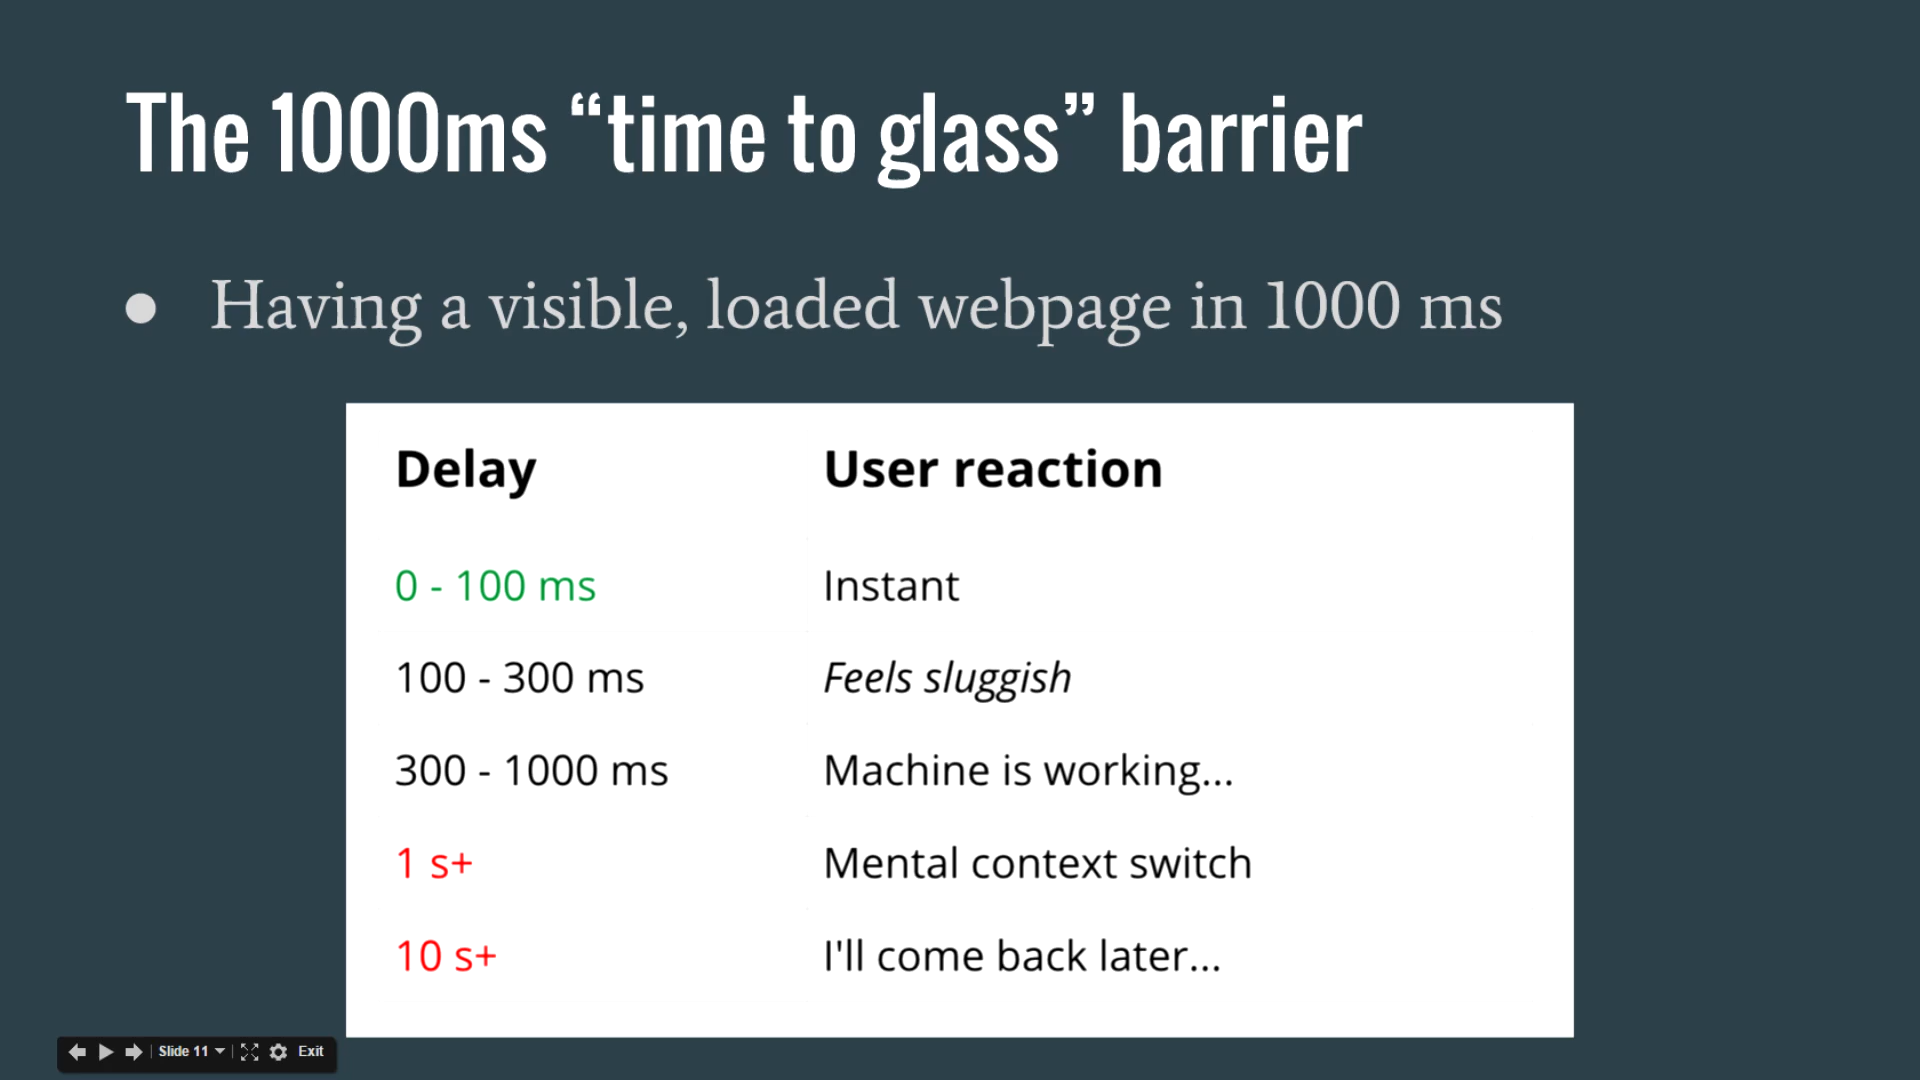 The 1000ms “time to glass” barrier
● Having a visible, loaded webpage in 1000 ms
Delay User reaction
0 - 100 ms Instant
100 - 300 ms Feels sluggish
300 - 1000 ms Machine is working...
1 s+ Mental context switch
10 s+ I'll come back later...
Slide 11 Exit